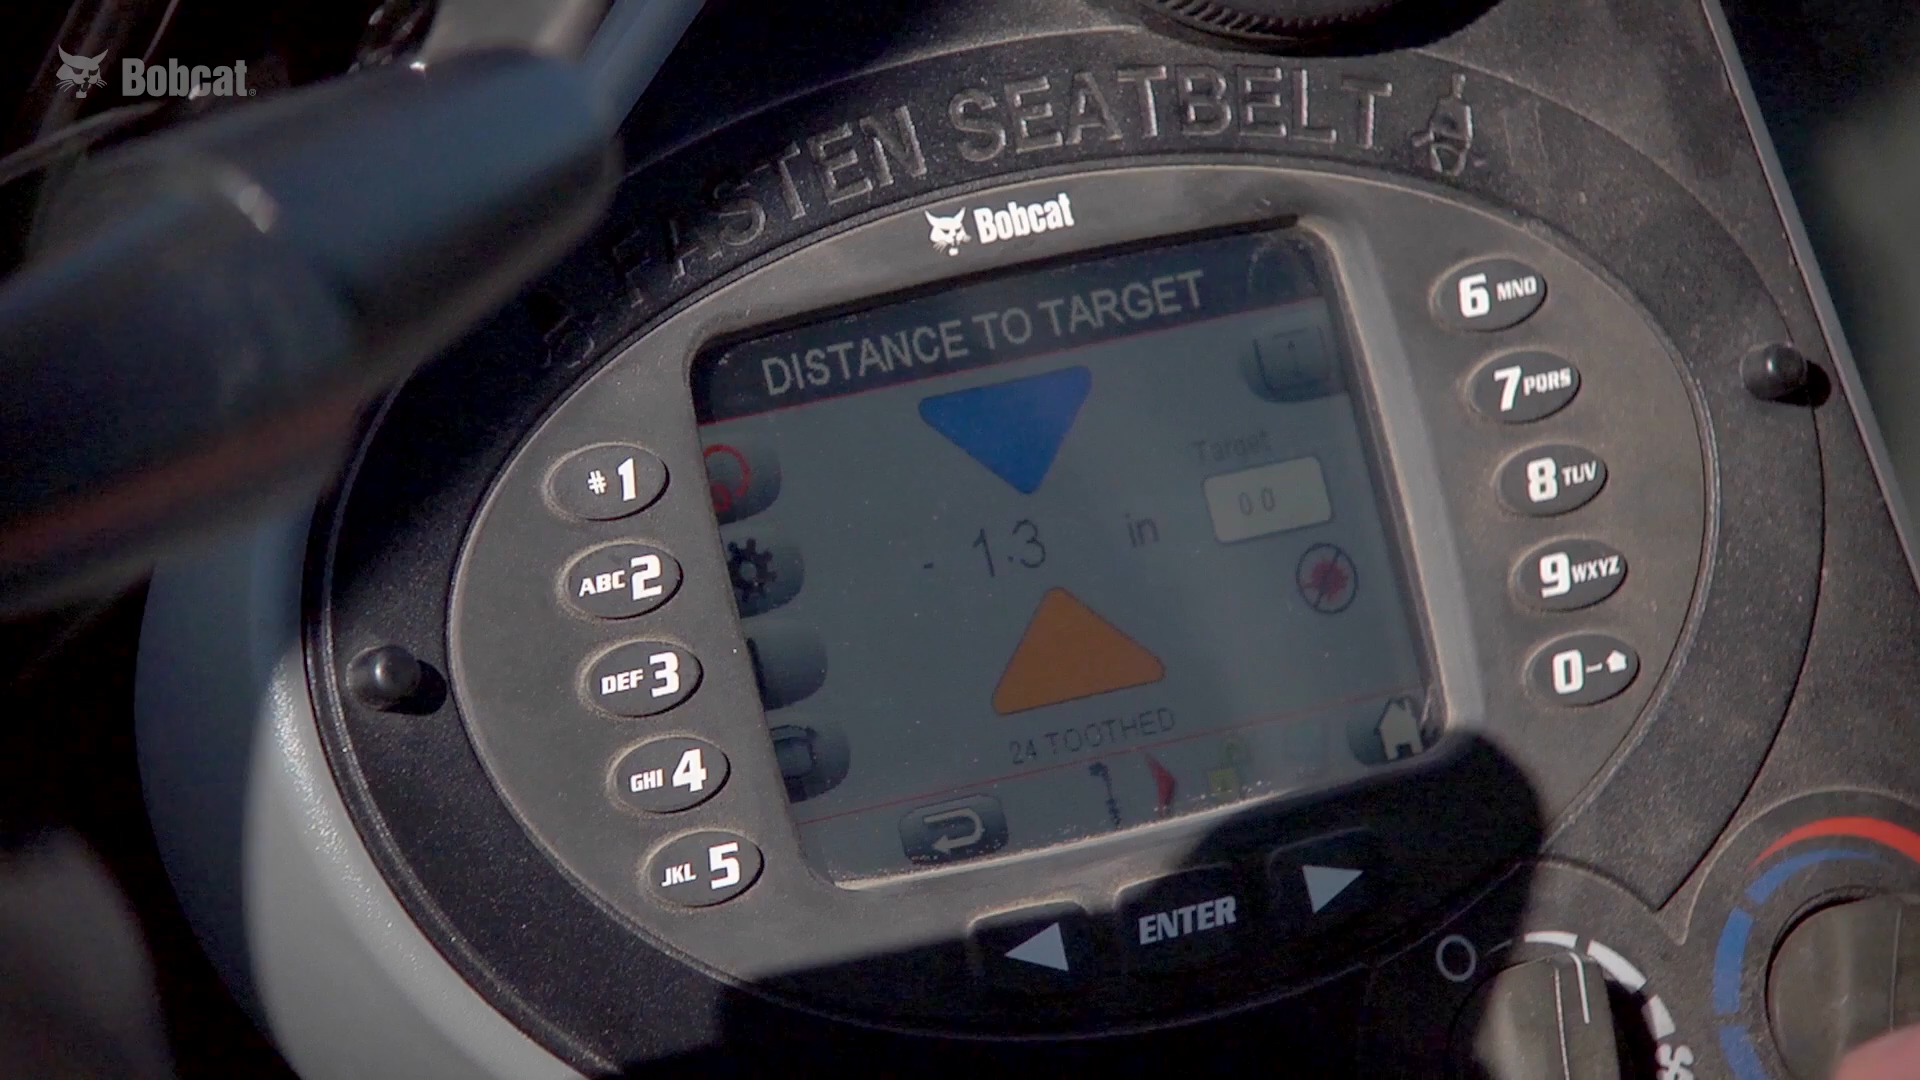 Bobcat
FASTEN SEATBELT
Bobcat
DISTANCE TO TARGET
Target
0.0
- 1.3 in
24 TOOTHED
# 1
ABC 2
DEF 3
GHI 4
JKL 5
6 MNO
7 PQRS
8 TUV
9 WXYZ
0
ENTER